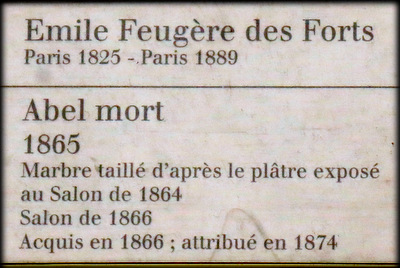 Emile Feugère des Forts
Paris 1825 - Paris 1889
Abel mort
1865
Marbre taillé d'après le plâtre exposé
au Salon de 1864
Salon de 1866
Acquis en 1866 ; attribué en 1874